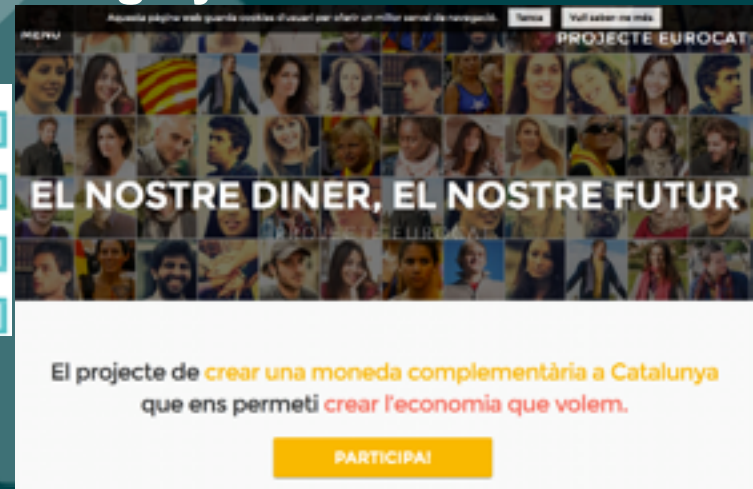 Aquesta pàgina web guarda cookies d'usuari per oferir un millor servei de navegació. Tanca Vull saber-ne més
MENU PROJECTE EUROCAT
EL NOSTRE DINER, EL NOSTRE FUTUR
PROJECTE EUROCAT
El projecte de crear una moneda complementària a Catalunya
que ens permeti crear l'economia que volem.
PARTICIPA!